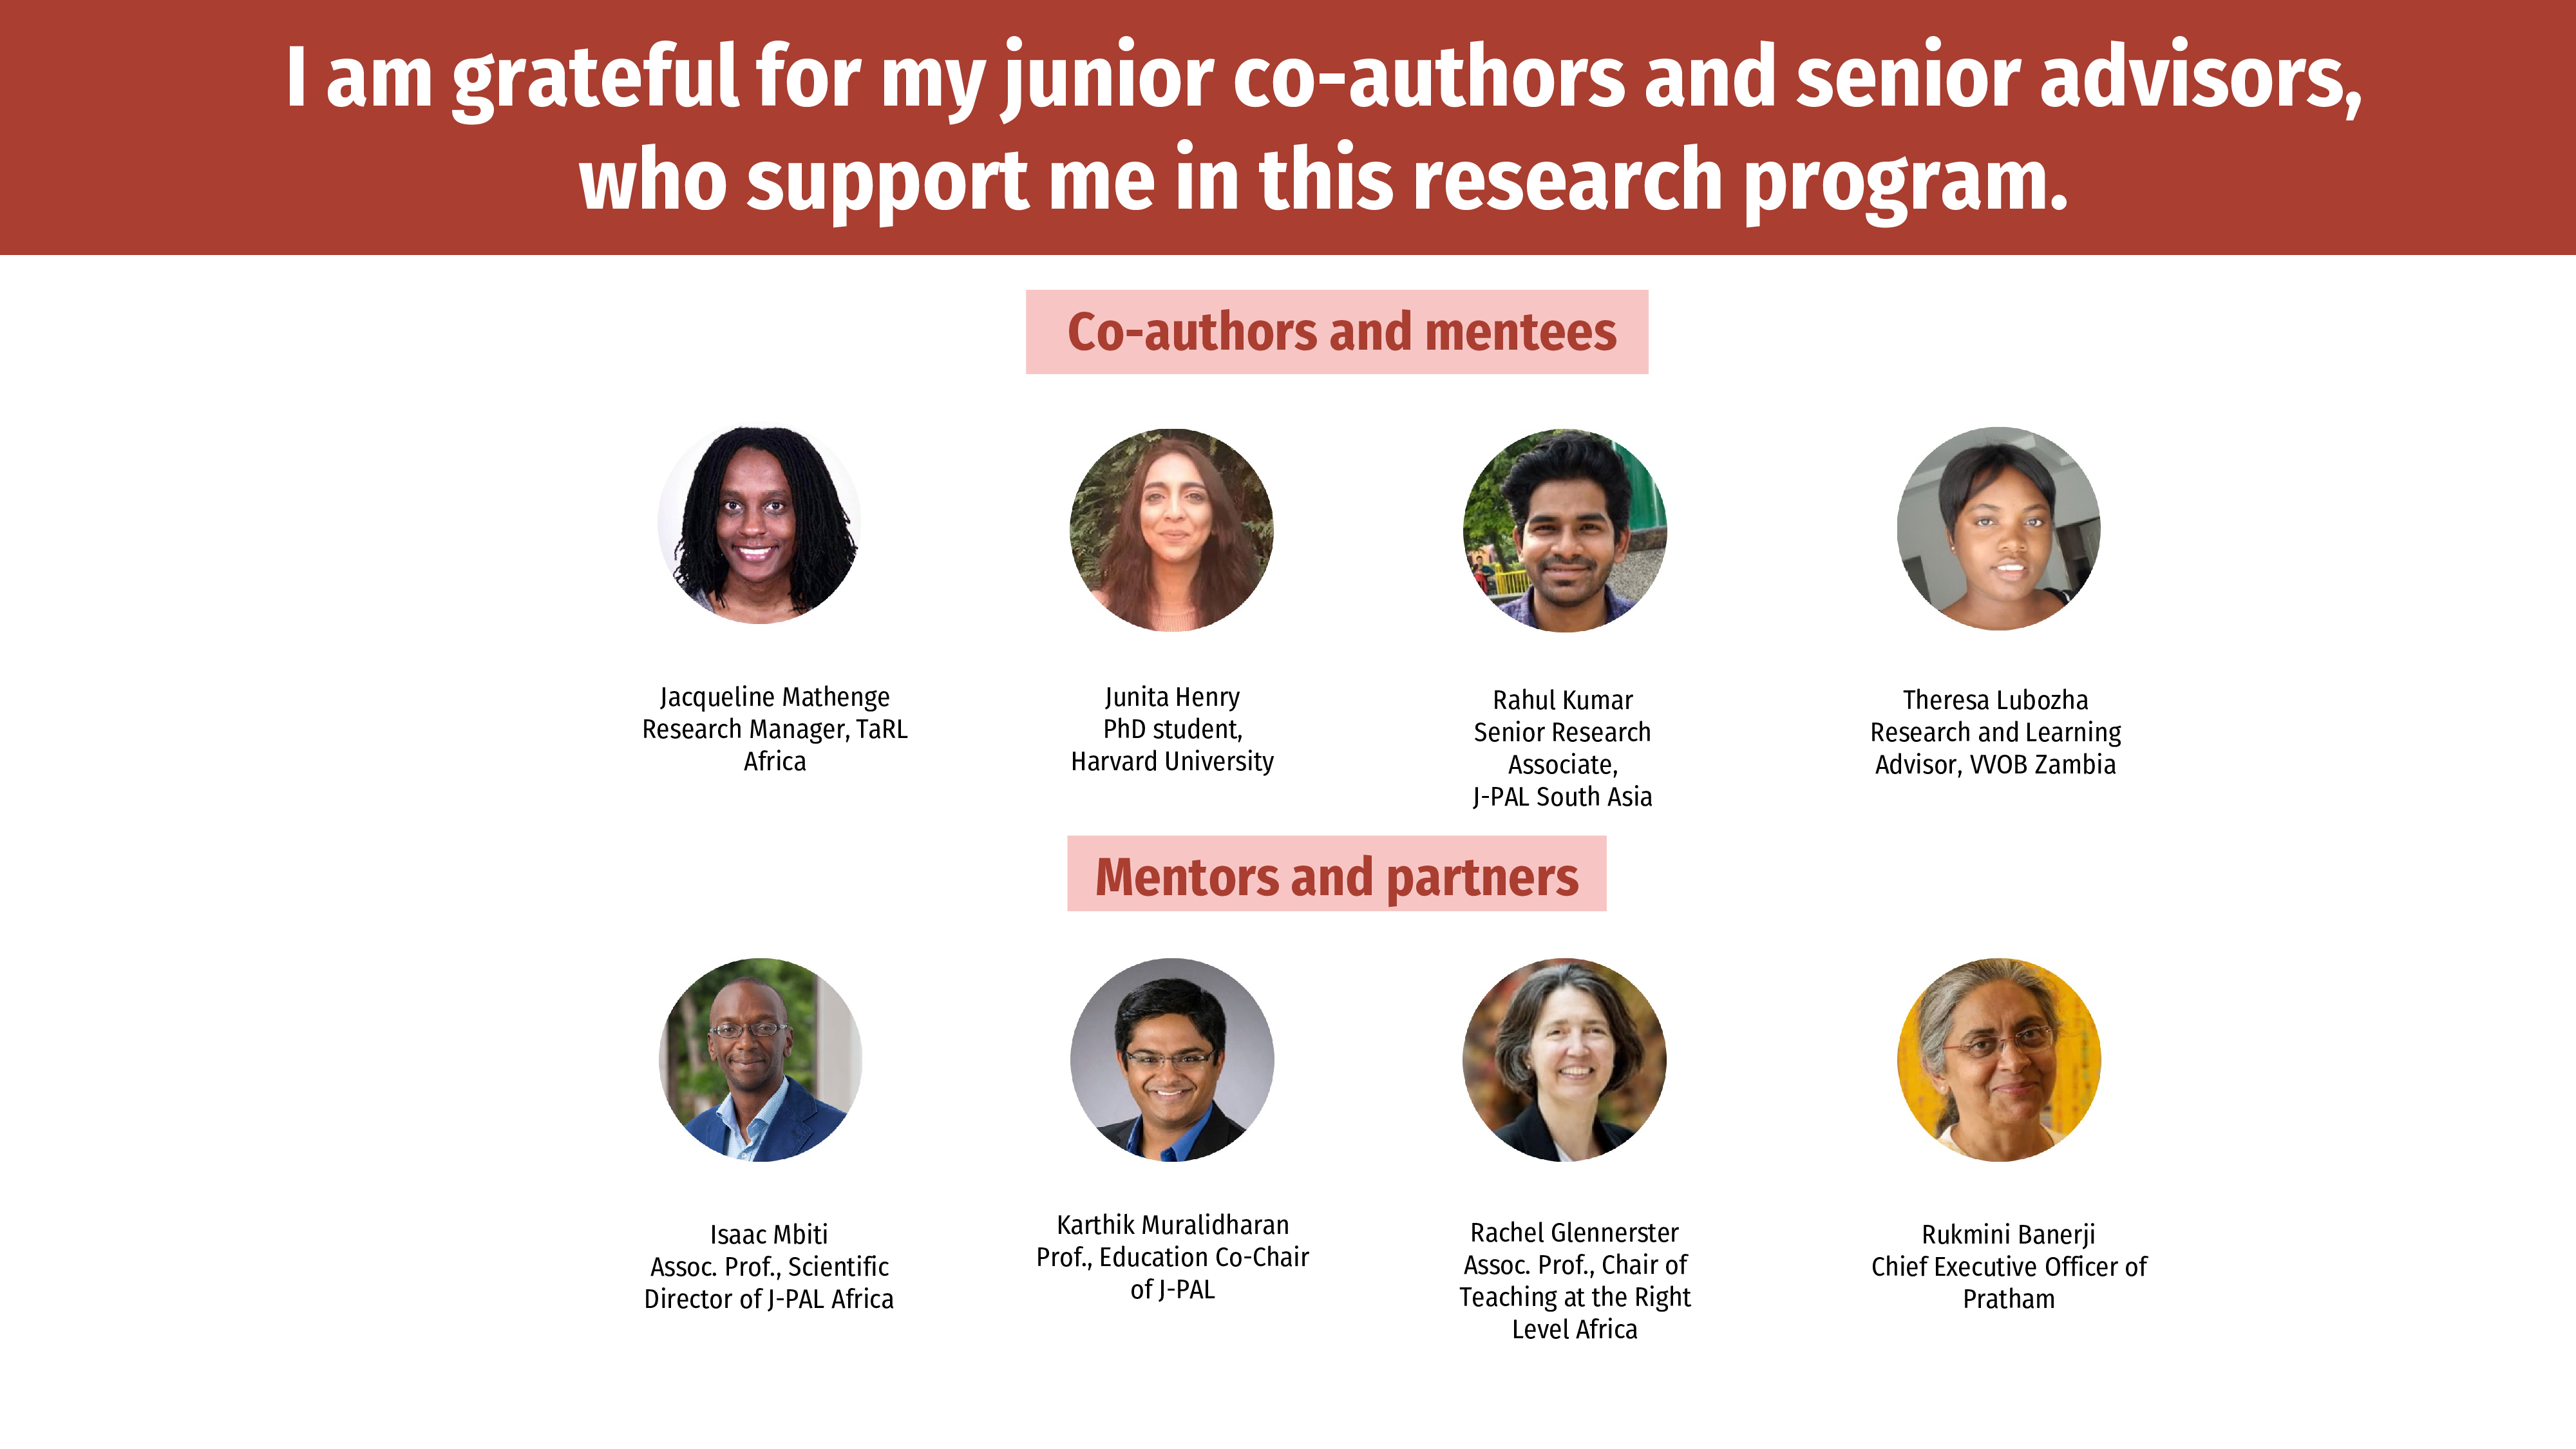 I am grateful for my junior co-authors and senior advisors,
who support me in this research program.
Co-authors and mentees
Jacqueline Mathenge
Research Manager, TaRL
Africa
Junita Henry
PhD student,
Harvard University
Rahul Kumar
Senior Research
Associate,
J-PAL South Asia
Theresa Lubozha
Research and Learning
Advisor, VVOB Zambia
Mentors and partners
Isaac Mbiti
Assoc. Prof., Scientific
Director of J-PAL Africa
Karthik Muralidharan
Prof., Education Co-Chair
of J-PAL
Rachel Glennerster
Assoc. Prof., Chair of
Teaching at the Right
Level Africa
Rukmini Banerji
Chief Executive Officer of
Pratham